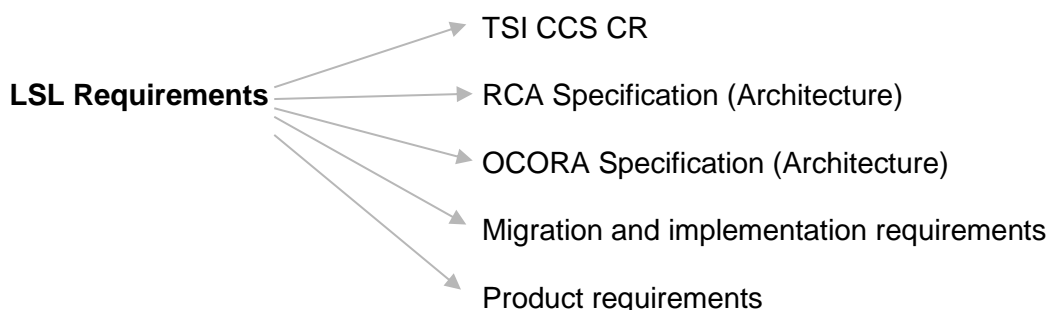 TSI CCS CR
LSL Requirements
RCA Specification (Architecture)
OCORA Specification (Architecture)
Migration and implementation requirements
Product requirements